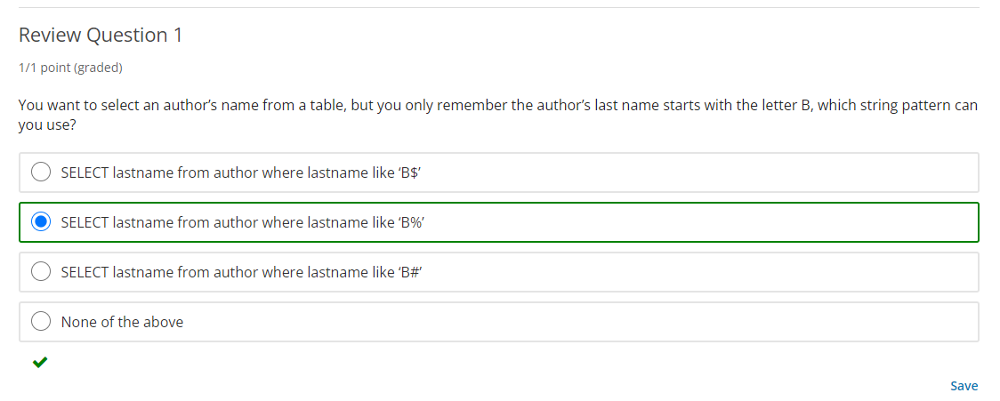 Review Question 1
1/1 point (graded)
You want to select an author’s name from a table, but you only remember the author’s last name starts with the letter B, which string pattern can
you use?
SELECT lastname from author where lastname like ‘B$’
SELECT lastname from author where lastname like ‘B%’
SELECT lastname from author where lastname like ‘B#’
None of the above
Save